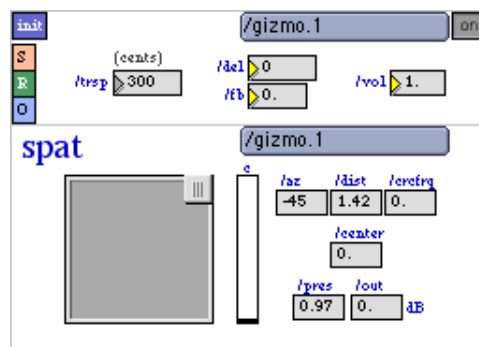 init /gizmo.1 on
S (cents) /del 0
/trsp 300 /vol 1.
R /fb 0.
O
spat /gizmo.1
c
/az /dist /crcfrq
-45 1.42 0.
/center
0.
/pres /out
0.97 0. dB